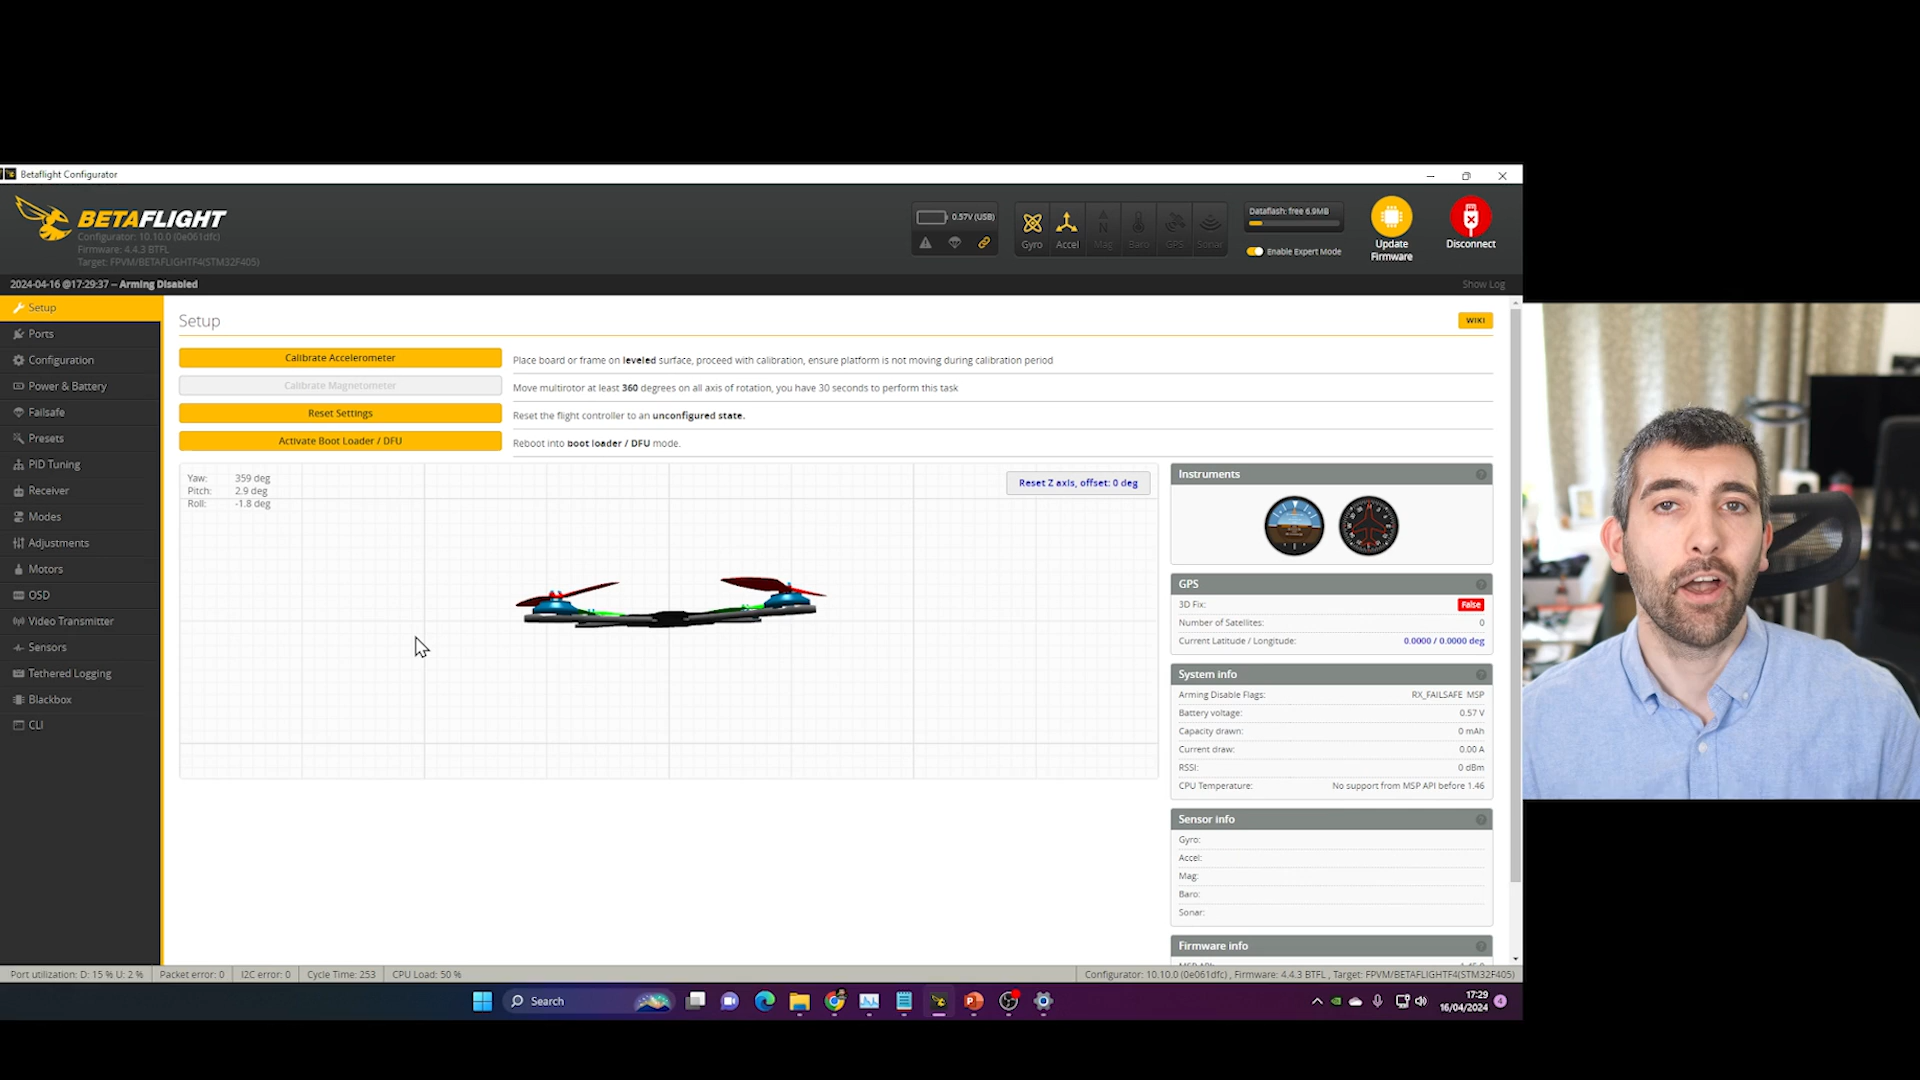 Betaflight Configurator
BETAFLIGHT
Configurator: 10.10.0 (0e061dfc)
Firmware: 4.4.3 BTFL
Target: FPVM/BETAFLIGHTF4(STM32F405)
0.57V (USB)
Gyro
Accel
Mag
Baro
GPS
Sonar
Dataflash: free 6.9MB
Enable Expert Mode
Update
Firmware
Disconnect
2024-04-16 @17:29:37 -- Arming Disabled
Show Log
Setup
Ports
Configuration
Power & Battery
Failsafe
Presets
PID Tuning
Receiver
Modes
Adjustments
Motors
OSD
Video Transmitter
Sensors
Tethered Logging
Blackbox
CLI
Setup
WIKI
Calibrate Accelerometer
Place board or frame on leveled surface, proceed with calibration, ensure platform is not moving during calibration period
Calibrate Magnetometer
Move multirotor at least 360 degrees on all axis of rotation, you have 30 seconds to perform this task
Reset Settings
Reset the flight controller to an unconfigured state.
Activate Boot Loader / DFU
Reboot into boot loader / DFU mode.
Yaw: 359 deg
Pitch: 2.9 deg
Roll: -1.8 deg
Reset Z axis, offset: 0 deg
Instruments
GPS
3D Fix: False
Number of Satellites: 0
Current Latitude / Longitude: 0.0000 / 0.0000 deg
System info
Arming Disable Flags: RX_FAILSAFE MSP
Battery voltage: 0.57 V
Capacity drawn: 0 mAh
Current draw: 0.00 A
RSSI: 0 dBm
CPU Temperature: No support from MSP API before 1.46
Sensor info
Gyro:
Accel:
Mag:
Baro:
Sonar:
Firmware info
Port utilization: D: 15 % U: 2 %
Packet error: 0
I2C error: 0
Cycle Time: 253
CPU Load: 50 %
Configurator: 10.10.0 (0e061dfc) , Firmware: 4.4.3 BTFL , Target: FPVM/BETAFLIGHTF4(STM32F405)
Search
17:29
16/04/2024
4